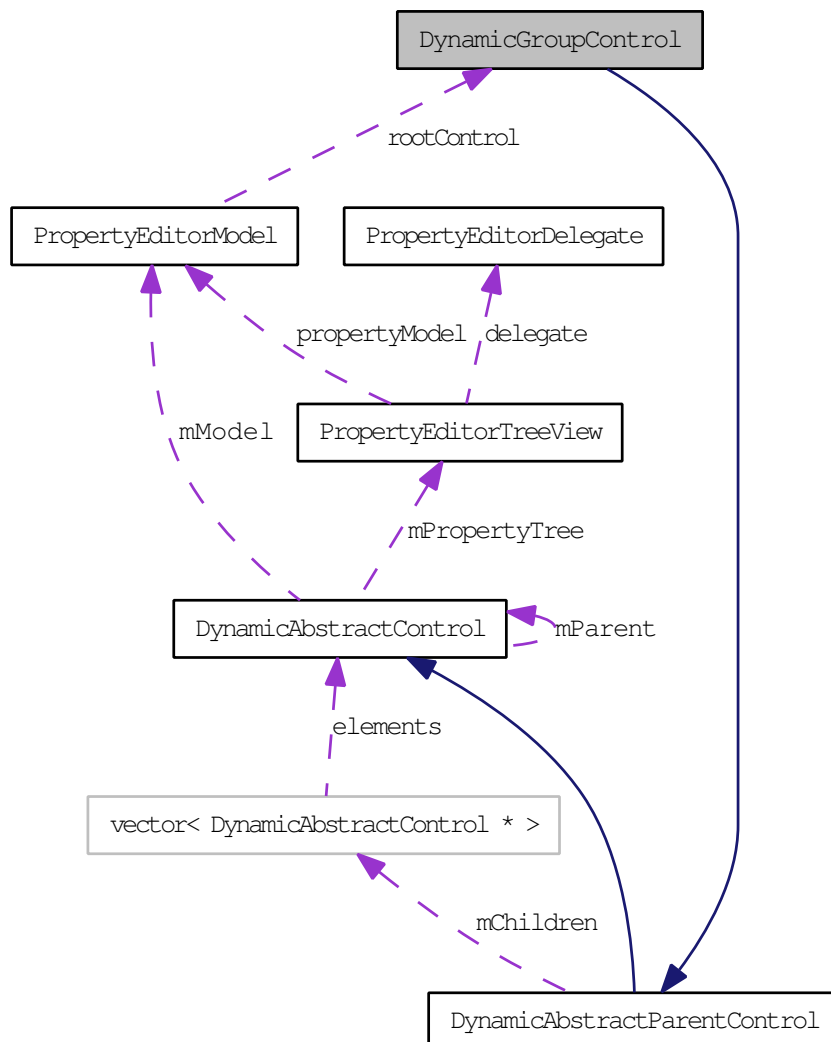 DynamicGroupControl
rootControl
PropertyEditorModel
PropertyEditorDelegate
propertyModel
delegate
PropertyEditorTreeView
mModel
mPropertyTree
DynamicAbstractControl
mParent
elements
vector< DynamicAbstractControl * >
mChildren
DynamicAbstractParentControl